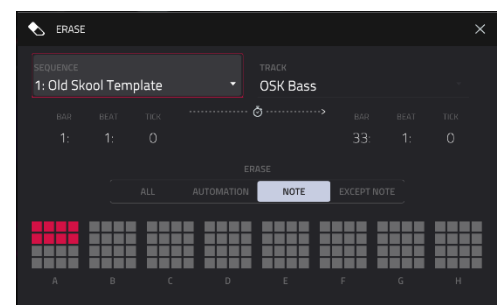 ERASE
SEQUENCE TRACK
1: Old Skool Template OSK Bass
BAR BEAT TICK BAR BEAT TICK
1: 1: 0 33: 1: 0
ERASE
ALL AUTOMATION NOTE EXCEPT NOTE
A B C D E F G H